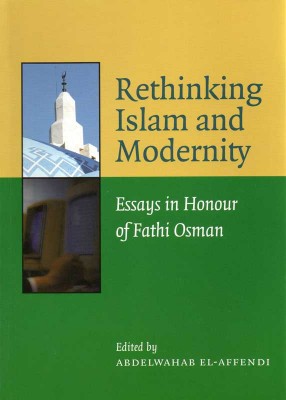 Rethinking
Islam and
Modernity
Essays in Honour
of Fathi Osman
Edited by
ABDELWAHAB EL-AFFENDI